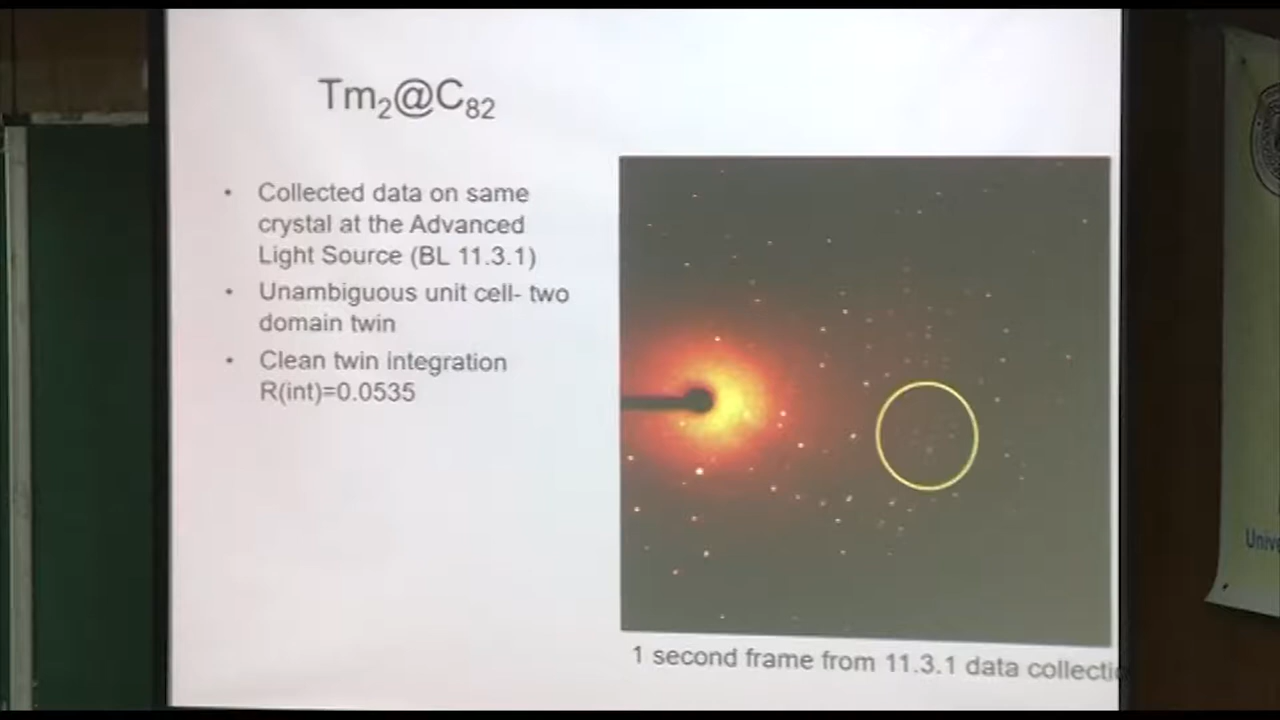 Tm₂@C₈₂
• Collected data on same
crystal at the Advanced
Light Source (BL 11.3.1)
• Unambiguous unit cell- two
domain twin
• Clean twin integration
R(int)=0.0535
1 second frame from 11.3.1 data collecti
Unive